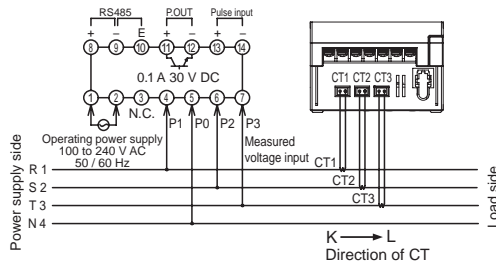 RS485 P.OUT Pulse input
+ − E + − + −
8 9 10 11 12 13 14
0.1 A 30 V DC
1 2 3 4 5 6 7
N.C. P1 P0 P2 P3
Operating power supply
100 to 240 V AC
50 / 60 Hz
Measured
voltage input
CT1 CT2 CT3
Power supply side
R 1
S 2
T 3
N 4
CT1
CT2
CT3
Load side
K L
Direction of CT